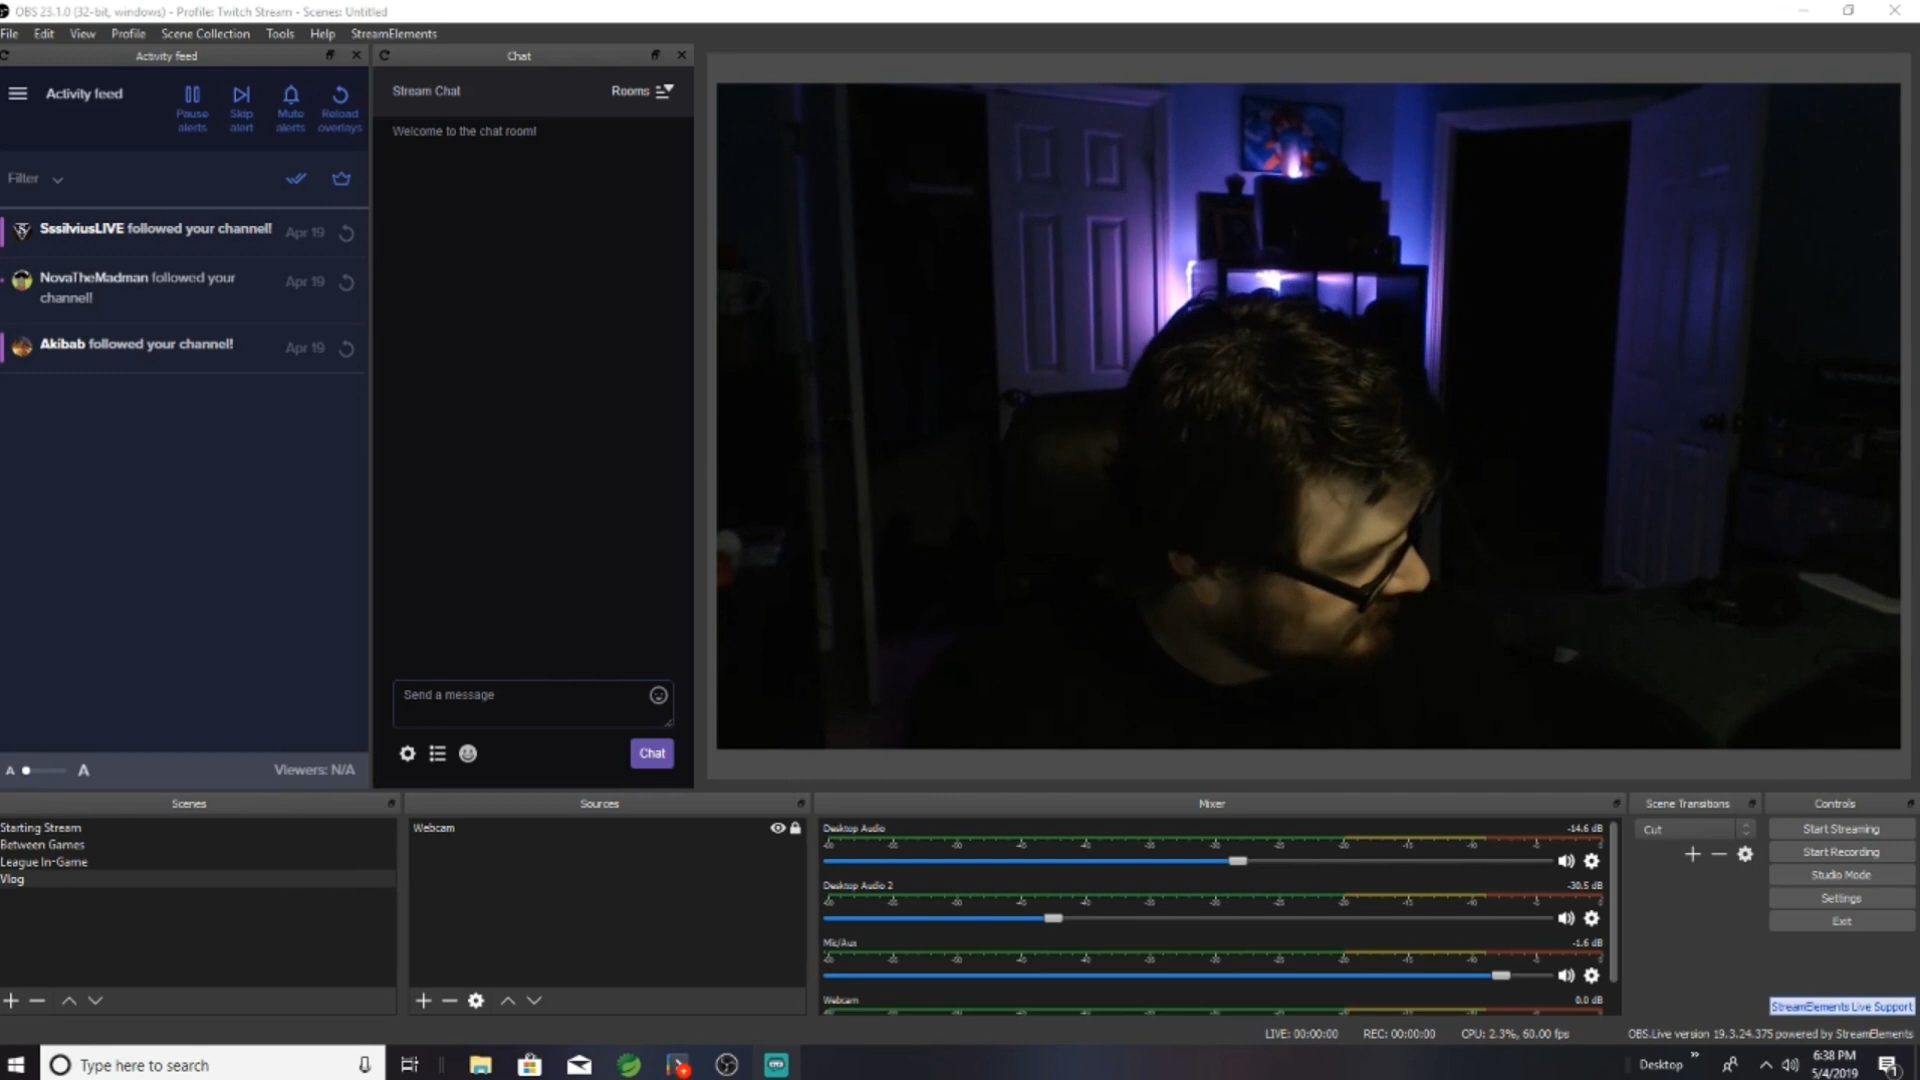 OBS 23.1.0 (32-bit, windows) - Profile: Twitch Stream - Scenes: Untitled
File Edit View Profile Scene Collection Tools Help StreamElements
Activity feed
Chat
Activity feed
Pause alerts
Skip alert
Mute alerts
Reload overlays
Stream Chat
Rooms
Welcome to the chat room!
Filter
SssilviusLIVE followed your channel! Apr 19
NovaTheMadman followed your
channel!
Apr 19
Akibab followed your channel! Apr 19
Send a message
Chat
A A Viewers: N/A
Scenes
Starting Stream
Between Games
League In-Game
Vlog
Sources
Webcam
Mixer
Desktop Audio -14.6 dB
Desktop Audio 2 -30.5 dB
Mic/Aux -1.6 dB
Webcam 0.0 dB
Scene Transitions
Cut
Controls
Start Streaming
Start Recording
Studio Mode
Settings
Exit
StreamElements Live Support
LIVE: 00:00:00 REC: 00:00:00 CPU: 2.3%, 60.00 fps OBS.Live version 19.3.24.375 powered by StreamElements
Type here to search
Desktop
6:38 PM
5/4/2019